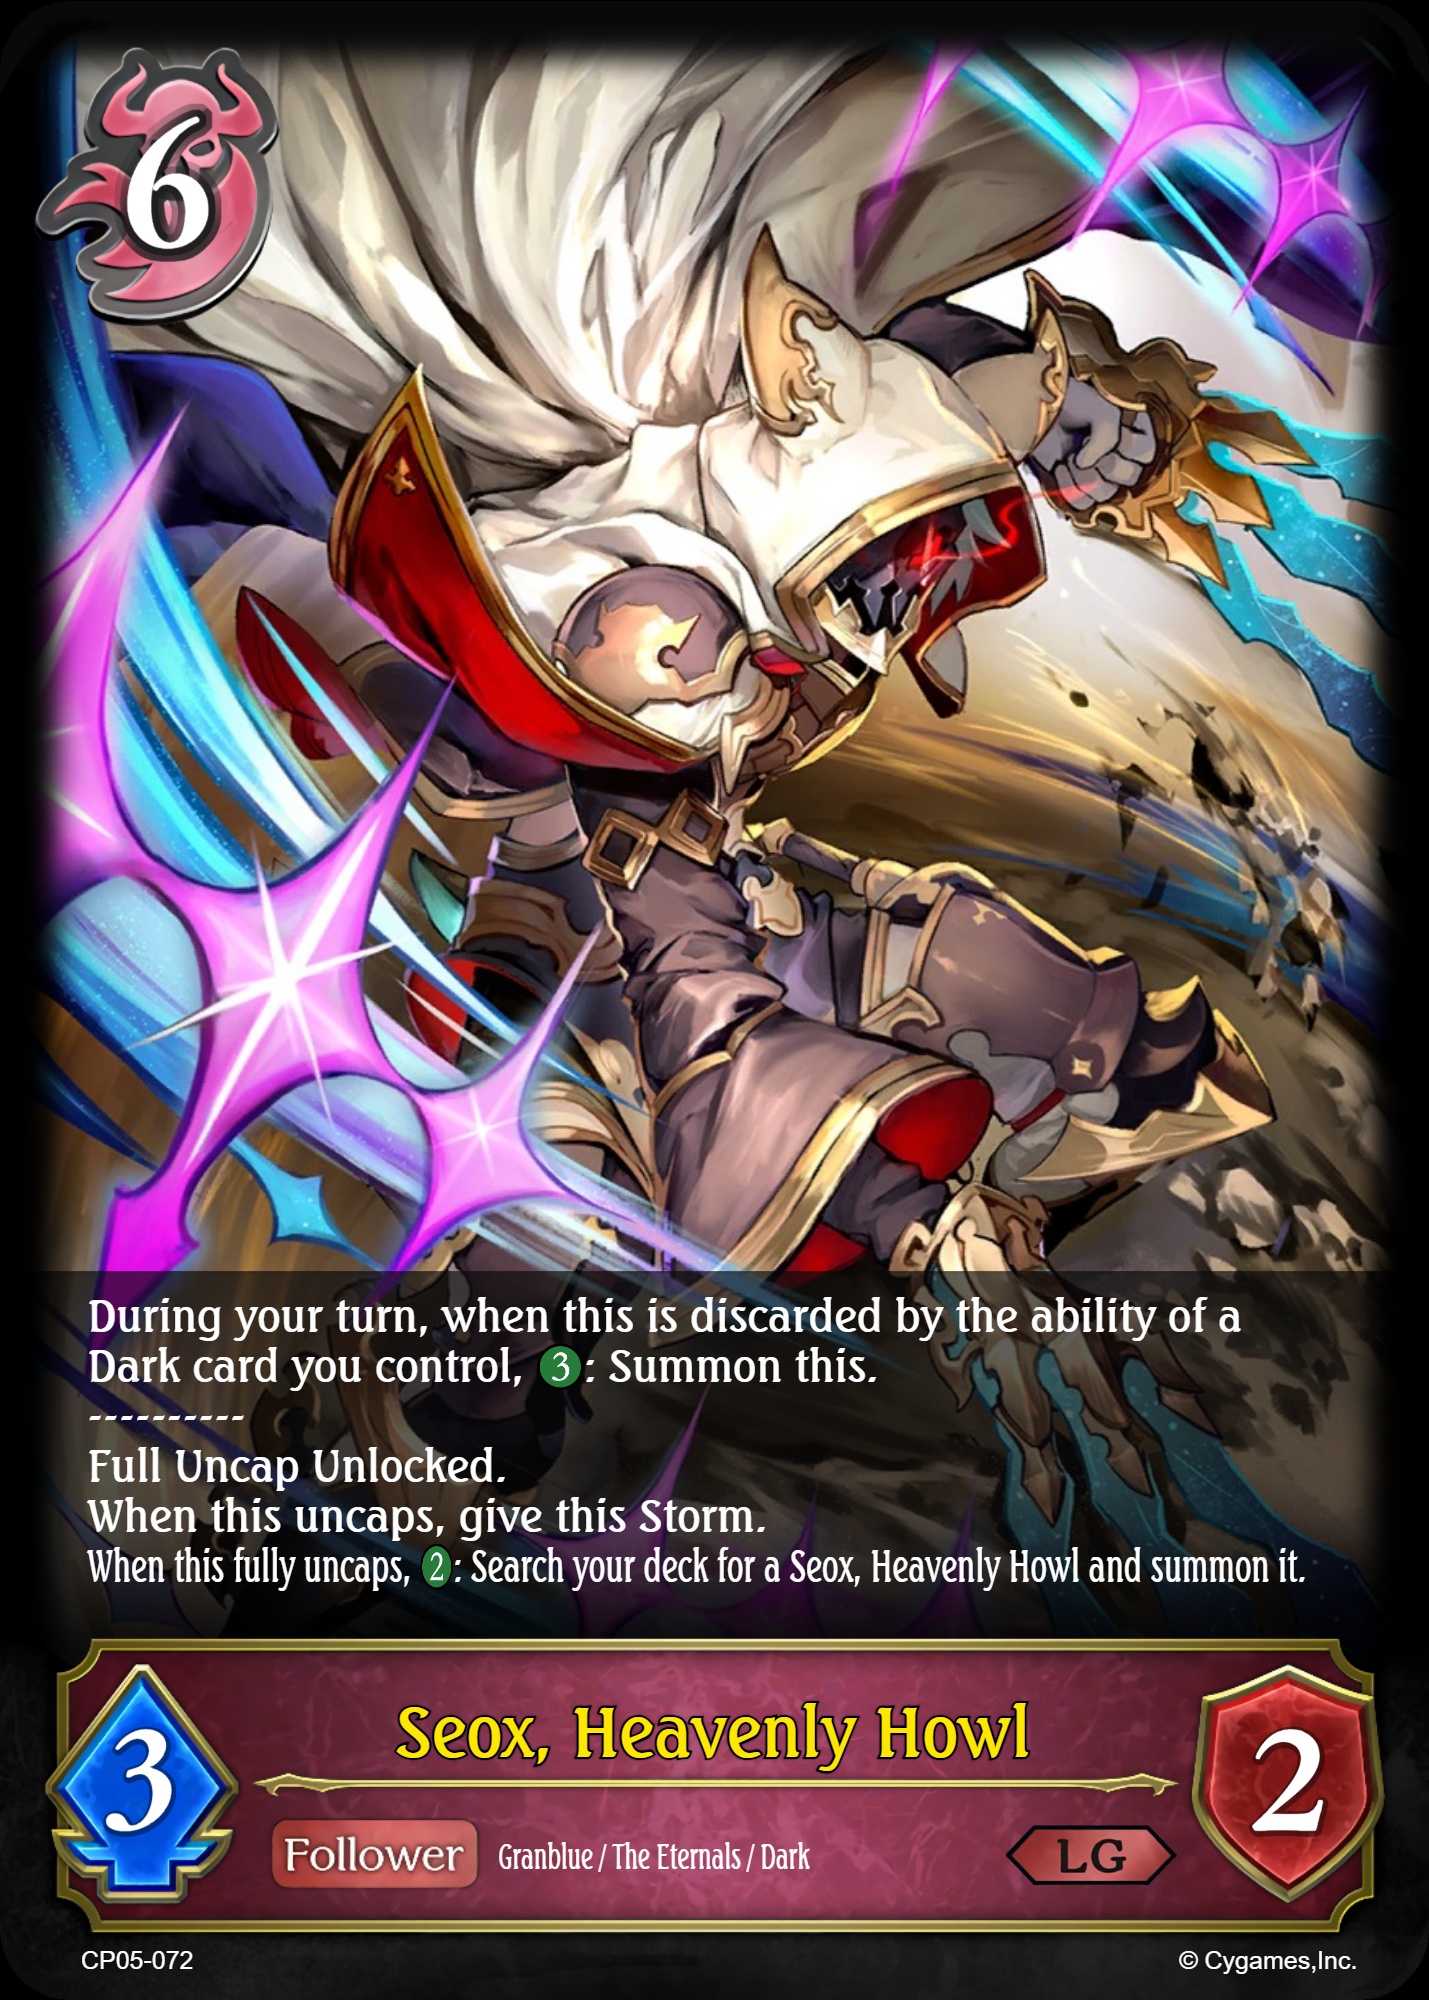 6
During your turn, when this is discarded by the ability of a
Dark card you control, 3: Summon this.
----------
Full Uncap Unlocked.
When this uncaps, give this Storm.
When this fully uncaps, 2: Search your deck for a Seox, Heavenly Howl and summon it.
Seox, Heavenly Howl
3
2
Follower Granblue / The Eternals / Dark LG
CP05-072 © Cygames,Inc.